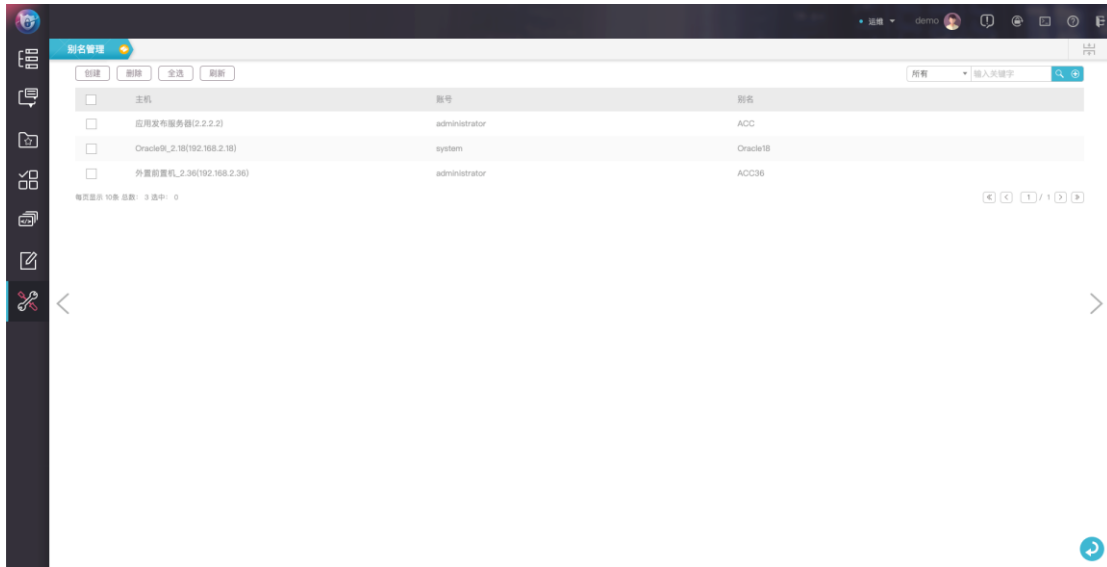 运维 demo
别名管理
创建 删除 全选 刷新 所有 输入关键字
主机 账号 别名
应用发布服务器(2.2.2.2) administrator ACC
Oracle9I_2.18(192.168.2.18) system Oracle18
外置前置机_2.36(192.168.2.36) administrator ACC36
每页显示 10条 总数: 3 选中: 0 1 / 1